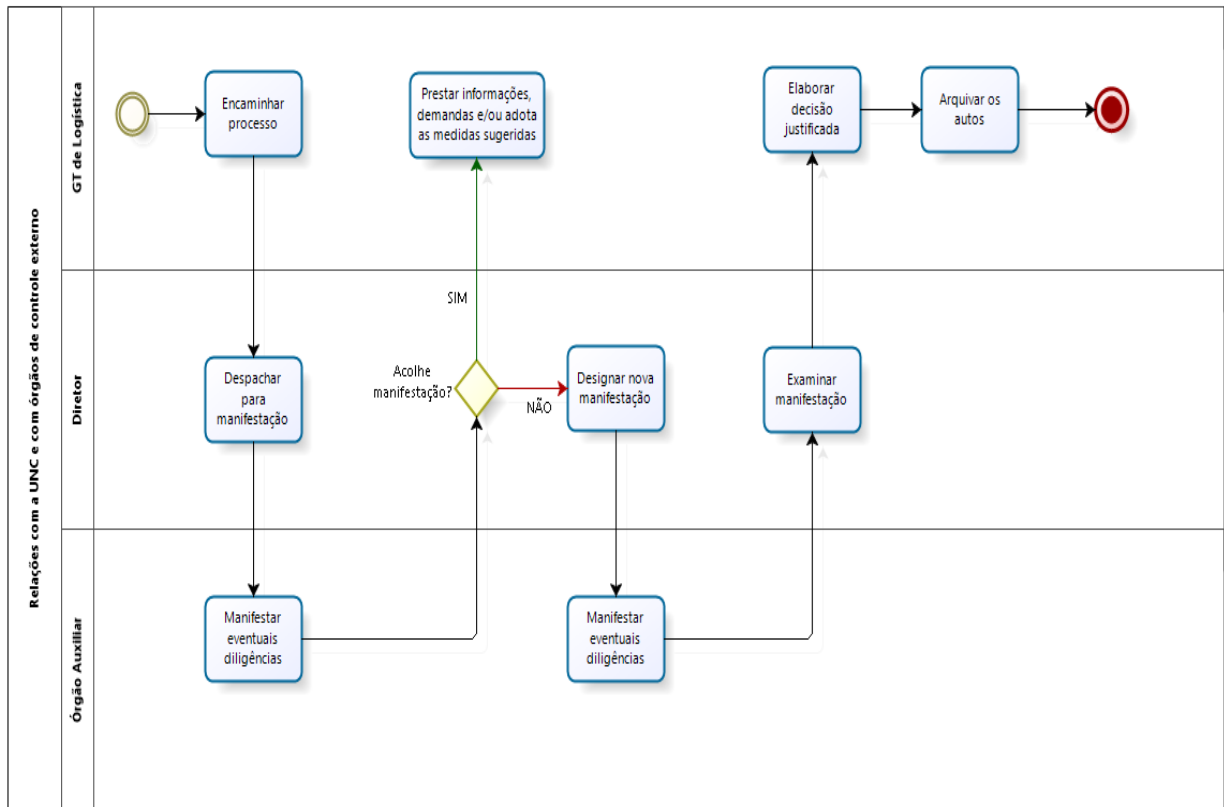 Relações com a UNC e com órgãos de controle externo
GT de Logística
Encaminhar
processo
Prestar informações,
demandas e/ou adota
as medidas sugeridas
Elaborar
decisão
justificada
Arquivar os
autos
Diretor
SIM
Despachar
para
manifestação
Acolhe
manifestação?
NÃO
Designar nova
manifestação
Examinar
manifestação
Órgão Auxiliar
Manifestar
eventuais
diligências
Manifestar
eventuais
diligências